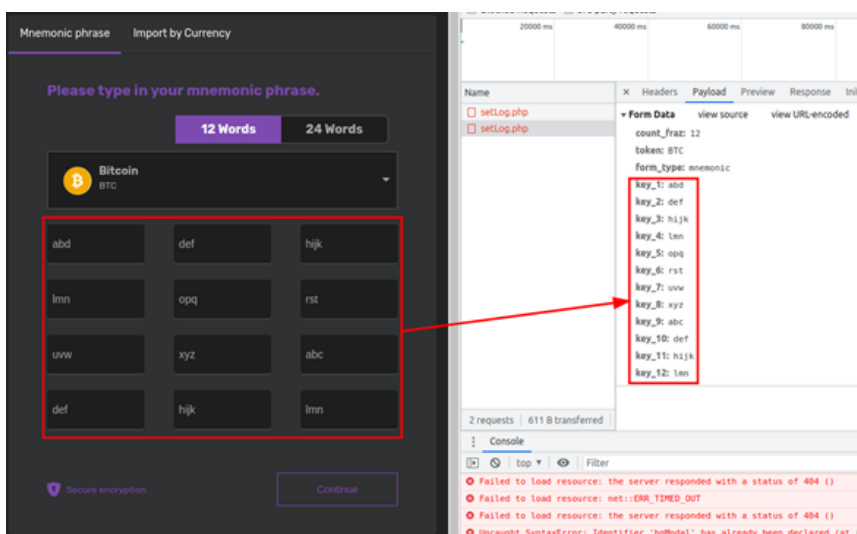 Mnemonic phrase Import by Currency
Please type in your mnemonic phrase.
12 Words 24 Words
Bitcoin
BTC
abd def hijk
lmn opq rst
uvw xyz abc
def hijk lmn
Secure encryption Continue
20000 ms 40000 ms 60000 ms 80000 ms
Name
setLog.php
setLog.php
× Headers Payload Preview Response
▾ Form Data view source view URL-encoded
count_fraz: 12
token: BTC
form_type: mnemonic
key_1: abd
key_2: def
key_3: hijk
key_4: lmn
key_5: opq
key_6: rst
key_7: uvw
key_8: xyz
key_9: abc
key_10: def
key_11: hijk
key_12: lmn
2 requests 611 B transferred
Console
top ▾ Filter
Failed to load resource: the server responded with a status of 404 ()
Failed to load resource: net::ERR_TIMED_OUT
Failed to load resource: the server responded with a status of 404 ()
Uncaught SyntaxError: Identifier 'bgModal' has already been declared (at